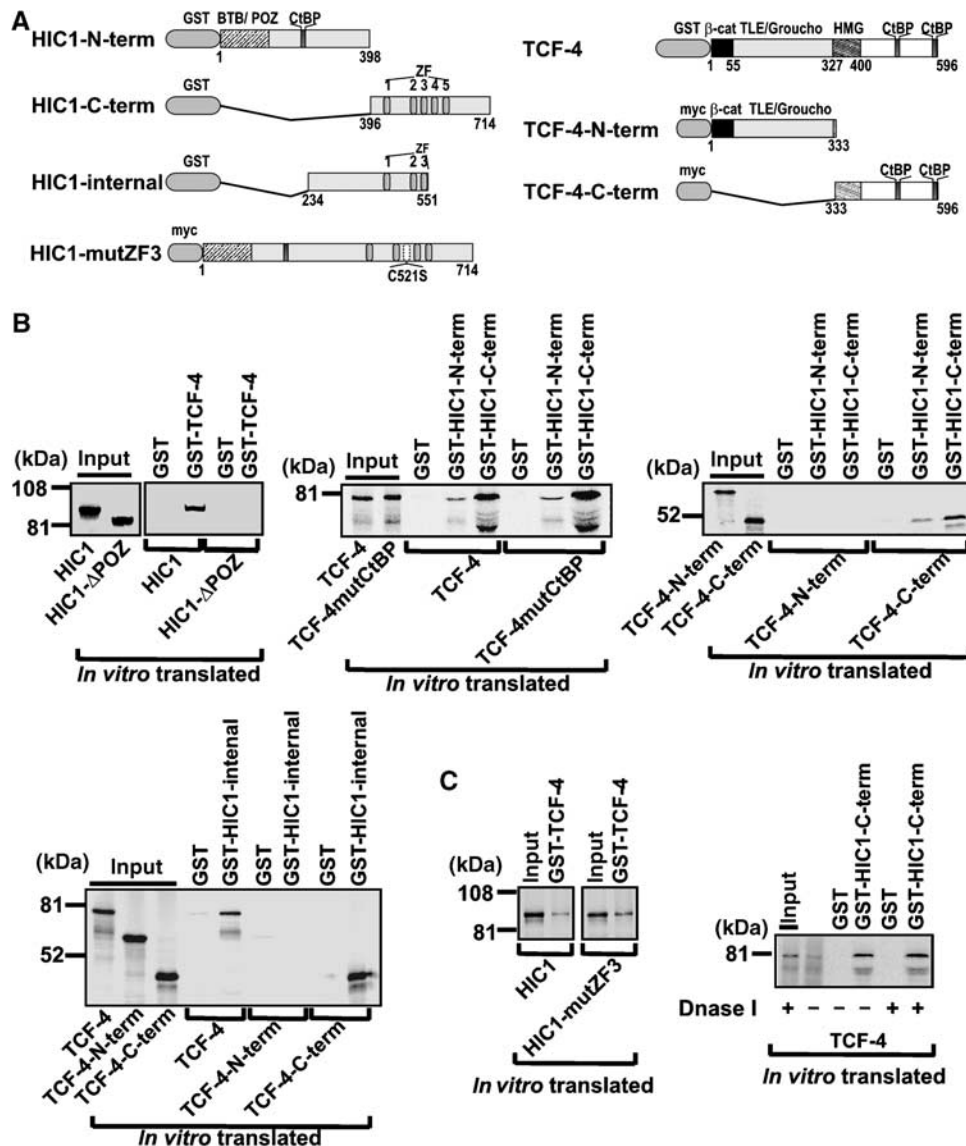 A
GST BTB/ POZ CtBP
HIC1-N-term
1 398
ZF
GST 1 2 3 4 5
HIC1-C-term
396 714
ZF
GST 1 2 3
HIC1-internal
234 551
myc
HIC1-mutZF3
1 714
C521S
GST β-cat TLE/Groucho HMG CtBP CtBP
TCF-4
1 55 327 400 596
myc β-cat TLE/Groucho
TCF-4-N-term
1 333
myc CtBP CtBP
TCF-4-C-term
333 596
B
(kDa) Input GST GST-TCF-4 GST GST-TCF-4
108
81
HIC1 HIC1-ΔPOZ HIC1 HIC1-ΔPOZ
In vitro translated
(kDa) Input GST GST-HIC1-N-term GST-HIC1-C-term GST GST-HIC1-N-term GST-HIC1-C-term
81
TCF-4 TCF-4mutCtBP TCF-4 TCF-4mutCtBP
In vitro translated
(kDa) Input GST GST-HIC1-N-term GST-HIC1-C-term GST GST-HIC1-N-term GST-HIC1-C-term
52
TCF-4-N-term TCF-4-C-term TCF-4-N-term TCF-4-C-term
In vitro translated
(kDa) Input GST GST-HIC1-intenal GST GST-HIC1-internal GST GST-HIC1-internal
81
52
TCF-4 TCF-4-N-term TCF-4-C-term TCF-4 TCF-4-N-term TCF-4-C-term
In vitro translated
C
(kDa) Input GST-TCF-4 Input GST-TCF-4
108
81
HIC1 HIC1-mutZF3
In vitro translated
(kDa) Input GST GST-HIC1-C-term GST GST-HIC1-C-term
81
Dnase I + – – – + +
TCF-4
In vitro translated